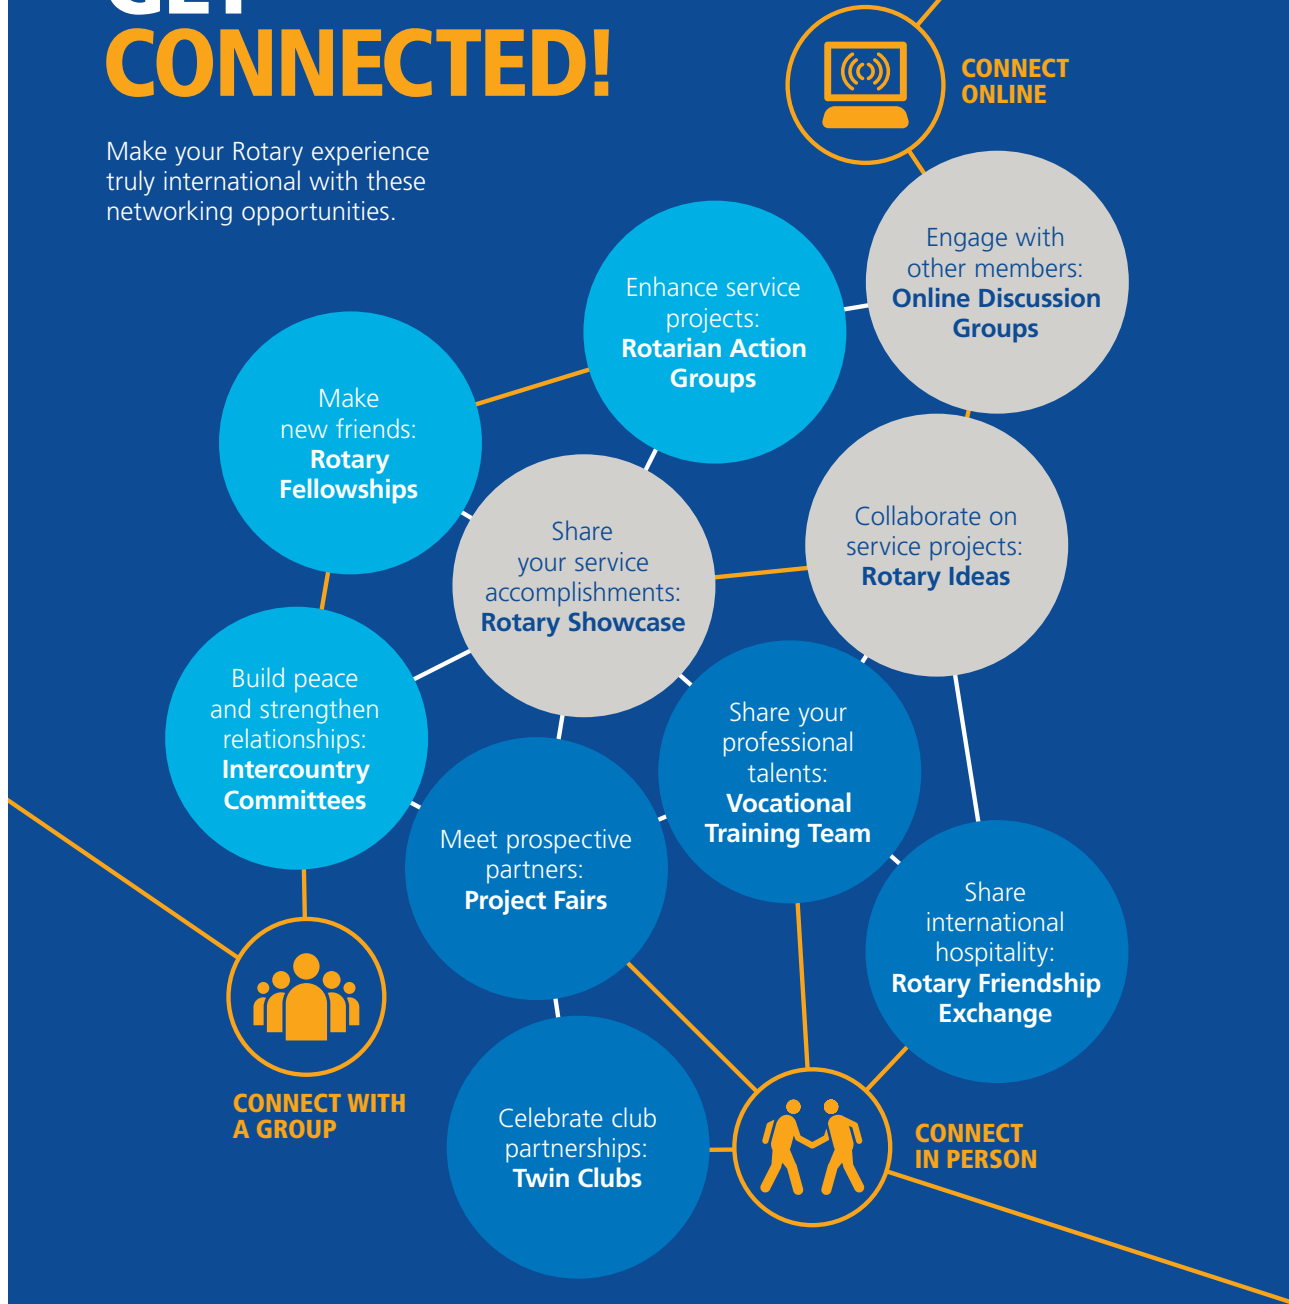 GET
CONNECTED!
Make your Rotary experience
truly international with these
networking opportunities.
CONNECT
ONLINE
Engage with
other members:
Online Discussion
Groups
Enhance service
projects:
Rotarian Action
Groups
Make
new friends:
Rotary
Fellowships
Collaborate on
service projects:
Rotary Ideas
Share
your service
accomplishments:
Rotary Showcase
Build peace
and strengthen
relationships:
Intercountry
Committees
Share your
professional
talents:
Vocational
Training Team
Meet prospective
partners:
Project Fairs
Share
international
hospitality:
Rotary Friendship
Exchange
CONNECT WITH
A GROUP
Celebrate club
partnerships:
Twin Clubs
CONNECT
IN PERSON